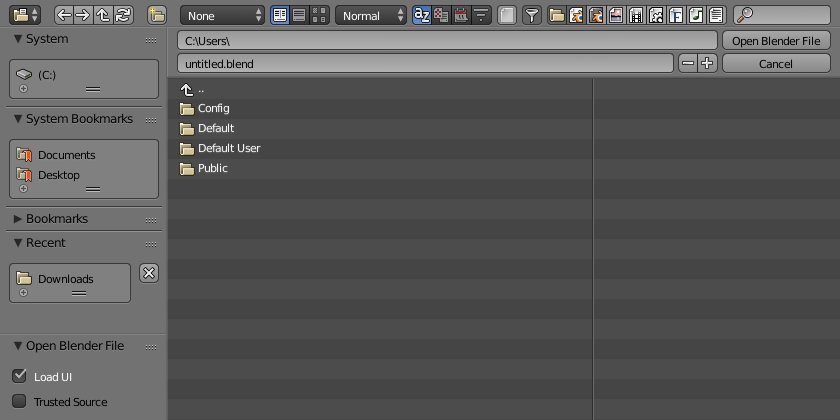 None
Normal
System
C:\Users\
Open Blender File
untitled.blend
Cancel
(C:)
..
Config
System Bookmarks
Default
Documents
Default User
Desktop
Public
Bookmarks
Recent
Downloads
Open Blender File
Load UI
Trusted Source